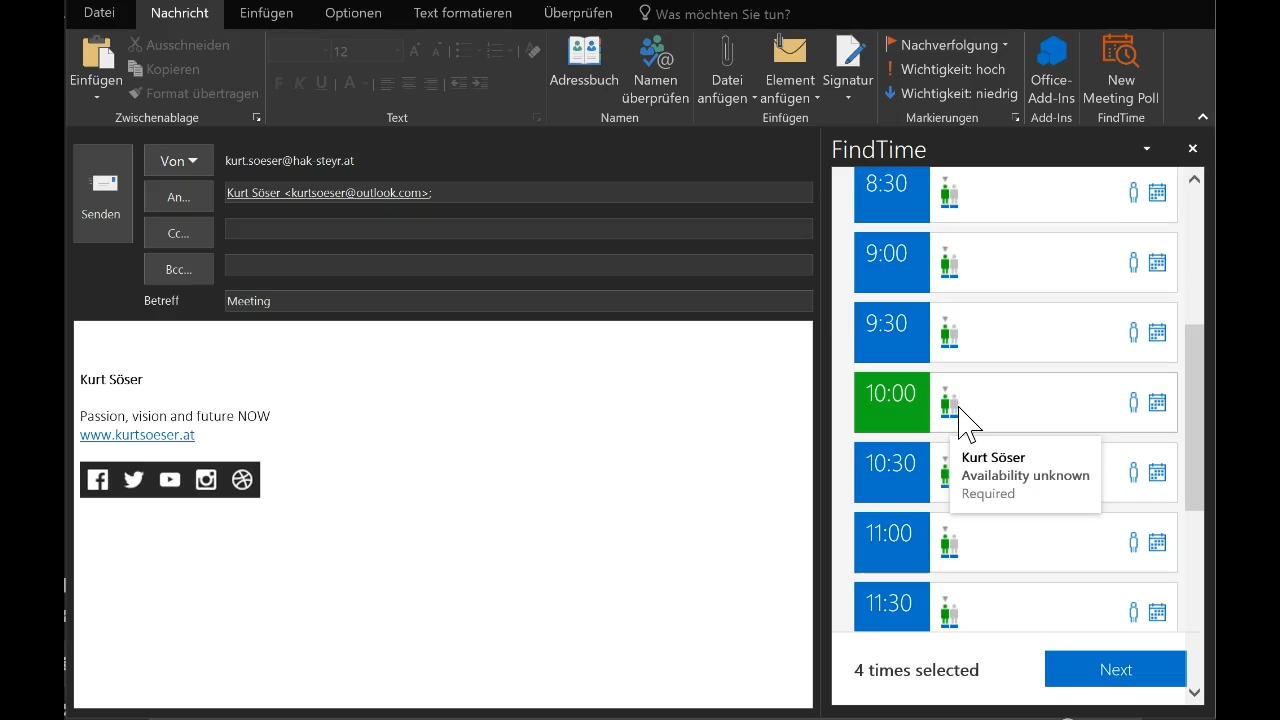 Datei
Nachricht
Einfügen
Optionen
Text formatieren
Überprüfen
Was möchten Sie tun?
Einfügen
Ausschneiden
Kopieren
Format übertragen
Zwischenablage
12
F K U A
Text
Adressbuch
Namen
überprüfen
Namen
Datei
anfügen
Element
anfügen
Signatur
Einfügen
Nachverfolgung
Wichtigkeit: hoch
Wichtigkeit: niedrig
Markierungen
Office-
Add-Ins
Add-Ins
New
Meeting Poll
FindTime
Senden
Von
kurt.soeser@hak-steyr.at
An...
Kurt Söser <kurtsoeser@outlook.com>;
Cc...
Bcc...
Betreff
Meeting
Kurt Söser
Passion, vision and future NOW
www.kurtsoeser.at
FindTime
8:30
9:00
9:30
10:00
10:30
11:00
11:30
Kurt Söser
Availability unknown
Required
4 times selected
Next